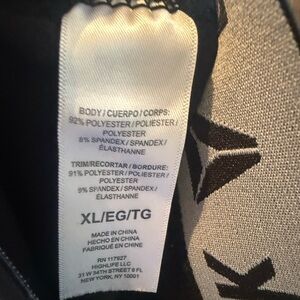 BODY / CUERPO / CORPS:
92% POLYESTER / POLIESTER /
POLYESTER
8% SPANDEX / SPANDEX /
ÉLASTHANNE
TRIM/RECORTAR / BORDURE:
91% POLYESTER / POLIESTER /
POLYESTER
9% SPANDEX / SPANDEX /
ÉLASTHANNE
XL/EG/TG
MADE IN CHINA
HECHO EN CHINA
FABRIQUÉ EN CHINE
RN 117927
HIGHLIFE LLC
31 W 34TH STREET 6 FL
NEW YORK, NY 10001
K